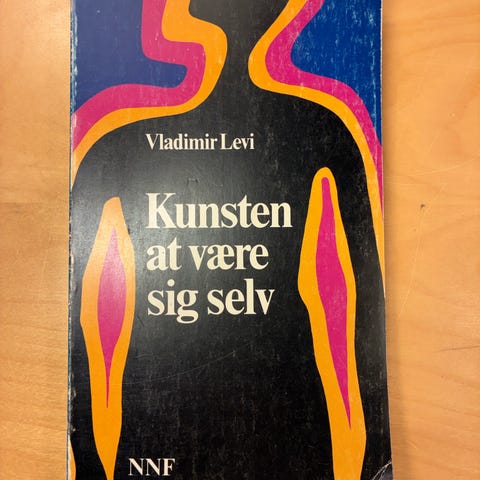 Vladimir Levi
Kunsten
at være
sig selv
NNF